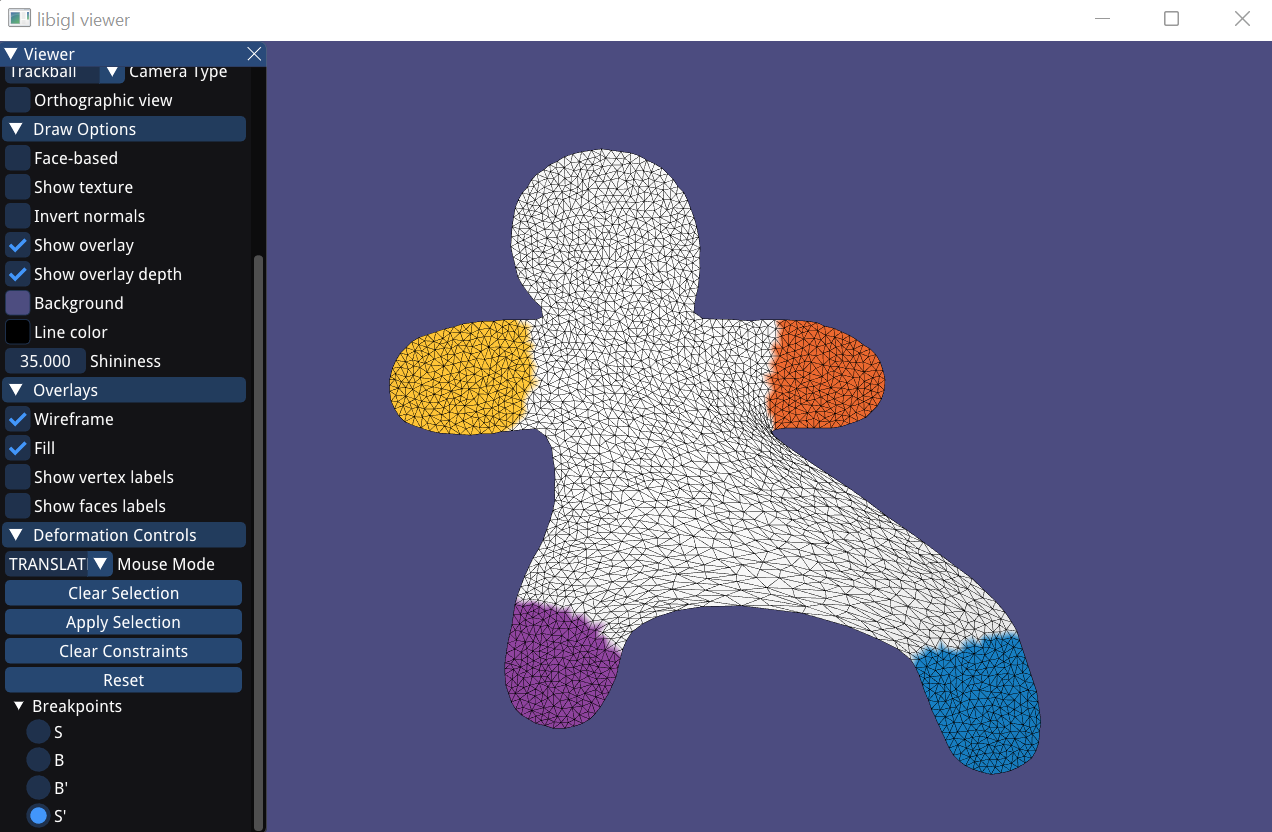 libigl viewer
Viewer
Trackball Camera Type
Orthographic view
Draw Options
Face-based
Show texture
Invert normals
Show overlay
Show overlay depth
Background
Line color
35.000 Shininess
Overlays
Wireframe
Fill
Show vertex labels
Show faces labels
Deformation Controls
TRANSLAT Mouse Mode
Clear Selection
Apply Selection
Clear Constraints
Reset
Breakpoints
S
B
B'
S'